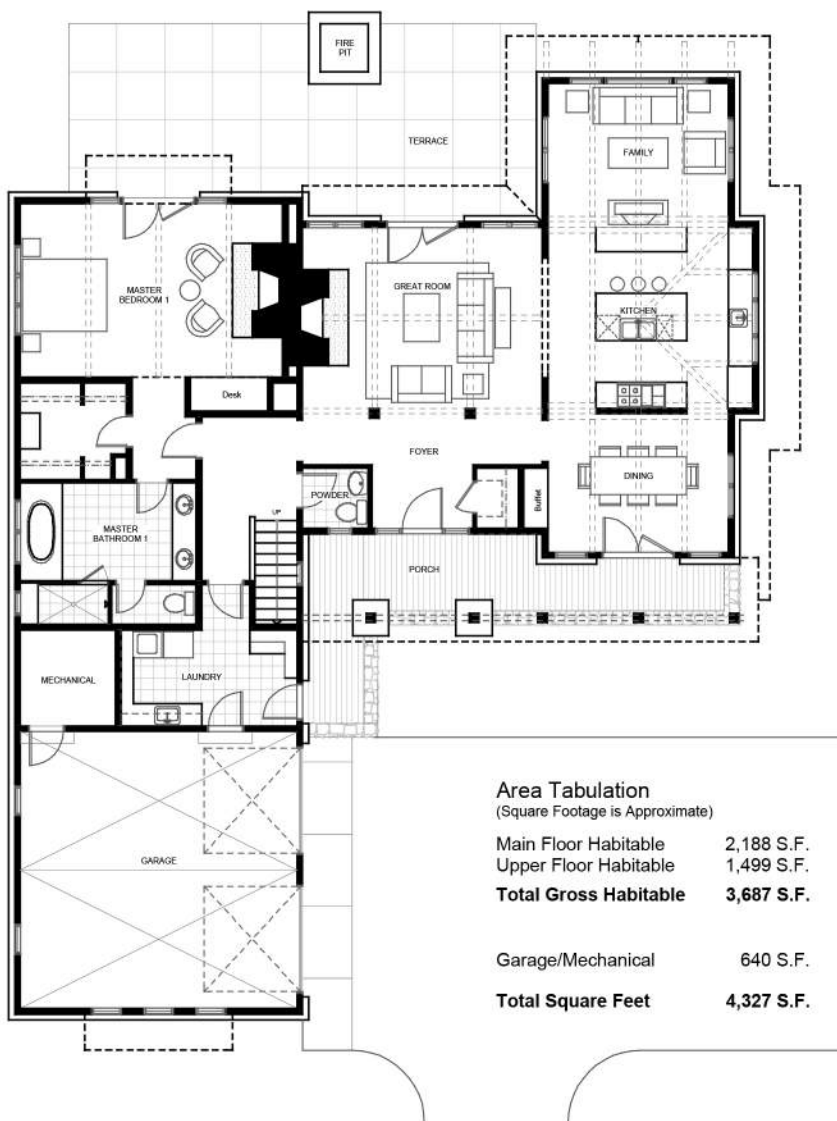 FIRE
PIT
TERRACE
FAMILY
MASTER
BEDROOM 1
GREAT ROOM
KITCHEN
Desk
FOYER
POWDER
Buffet
DINING
UP
MASTER
BATHROOM 1
PORCH
MECHANICAL
LAUNDRY
GARAGE
Area Tabulation
(Square Footage is Approximate)
Main Floor Habitable 2,188 S.F.
Upper Floor Habitable 1,499 S.F.
Total Gross Habitable 3,687 S.F.
Garage/Mechanical 640 S.F.
Total Square Feet 4,327 S.F.